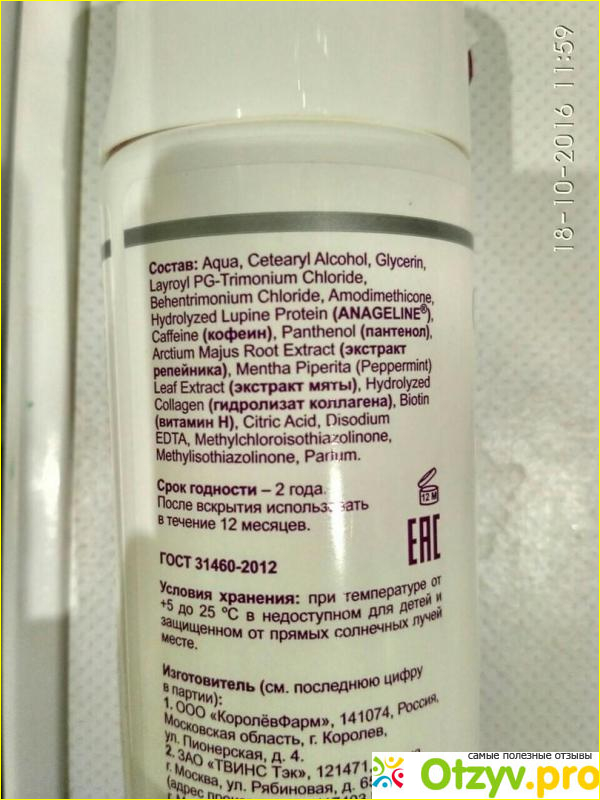 18-10-2016 11:59
Состав: Aqua, Cetearyl Alcohol, Glycerin,
Layroyl PG-Trimonium Chloride,
Behentrimonium Chloride, Amodimethicone,
Hydrolyzed Lupine Protein (ANAGELINE®),
Caffeine (кофеин), Panthenol (пантенол),
Arctium Majus Root Extract (экстракт
репейника), Mentha Piperita (Peppermint)
Leaf Extract (экстракт мяты), Hydrolyzed
Collagen (гидролизат коллагена), Biotin
(витамин Н), Citric Acid, Disodium
EDTA, Methylchloroisothiazolinone,
Methylisothiazolinone, Parfum.
Срок годности – 2 года.
После вскрытия использовать
в течение 12 месяцев.
12 M
EAC
ГОСТ 31460-2012
Условия хранения: при температуре от
+5 до 25 °С в недоступном для детей и
защищенном от прямых солнечных лучей
месте.
Изготовитель (см. последнюю цифру
в партии):
1. ООО «КоролёвФарм», 141074, Россия,
Московская область, г. Королев,
ул. Пионерская, д. 4.
2. ЗАО «ТВИНС Тэк», 121471,
г. Москва, ул. Рябиновая, д.
(адрес
самые полезные отзывы
Otzyv.pro